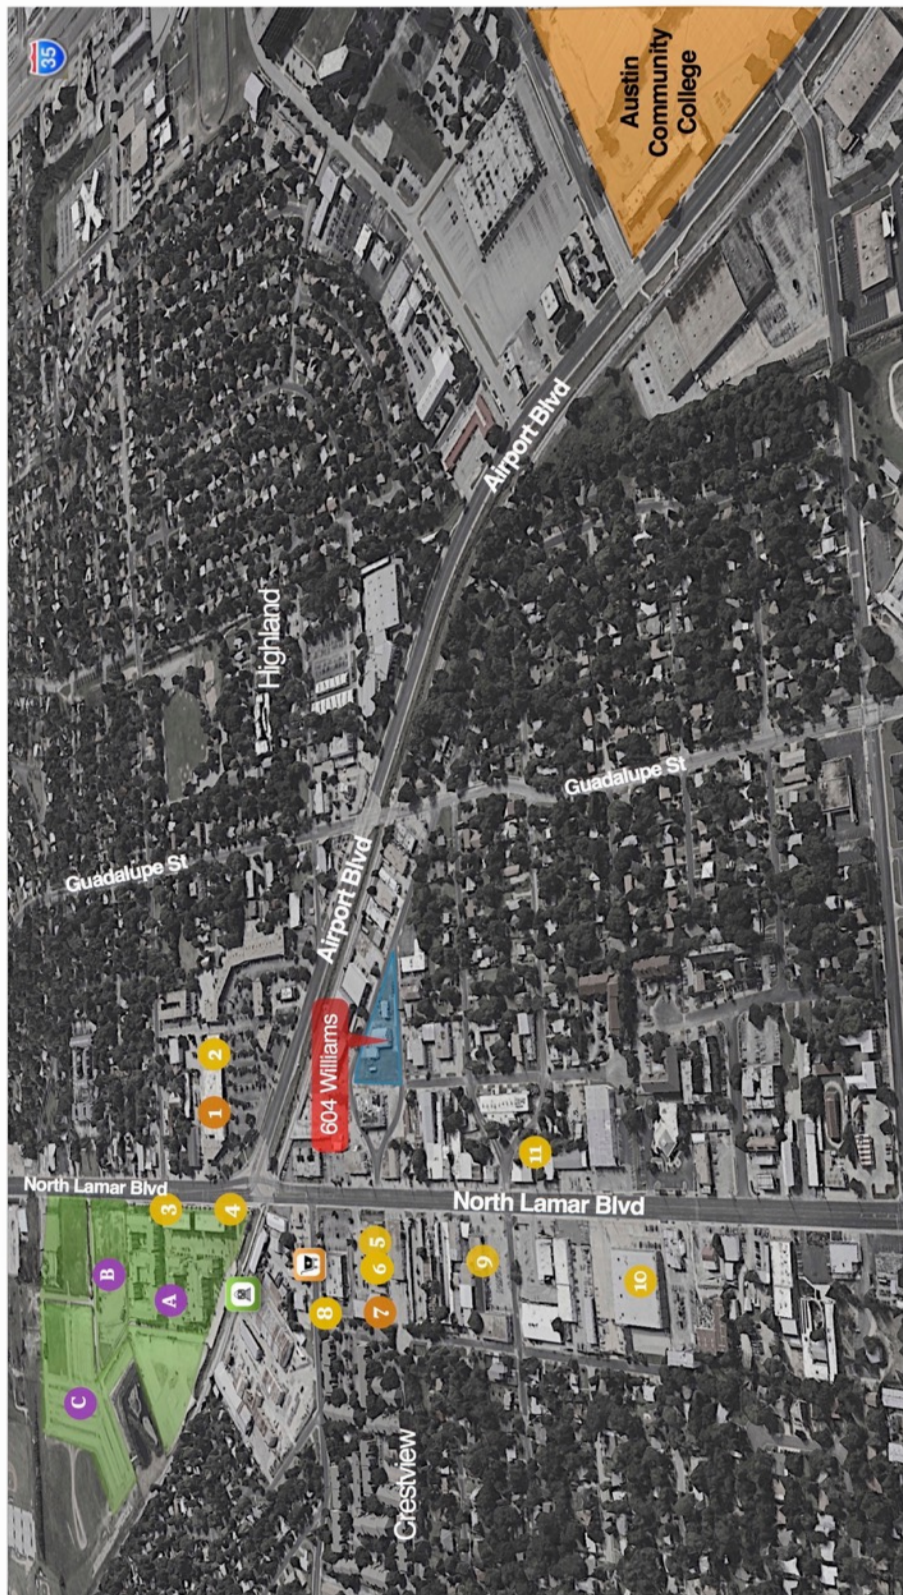 35
C
North Lamar Blvd
B
Guadalupe St
A
3
1
2
4
Highland
8
604 Williams
Airport Blvd
7
6
5
Crestview
9
Airport Blvd
11
North Lamar Blvd
Guadalupe St
10
Austin
Community
College